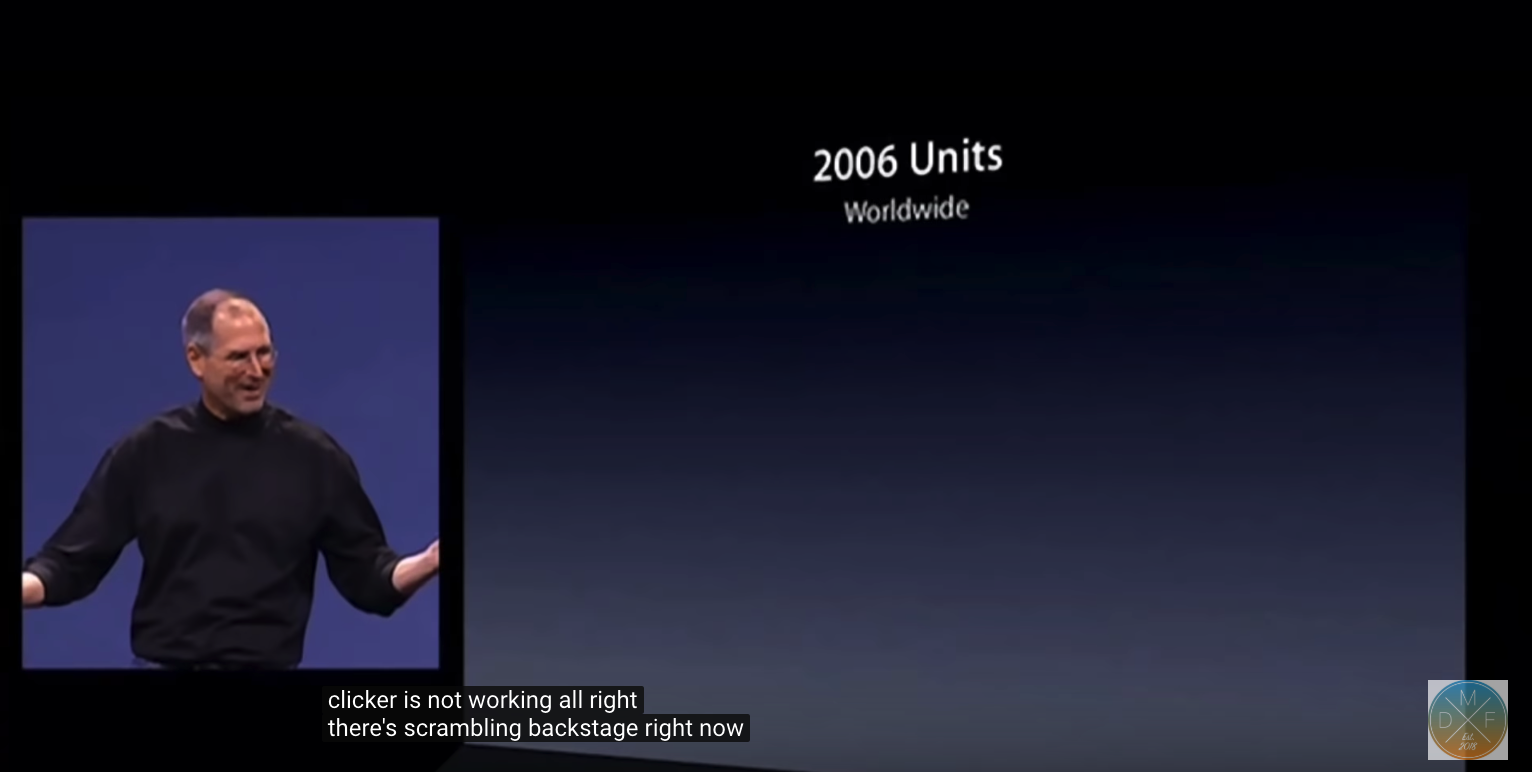 2006 Units
Worldwide
clicker is not working all right
there's scrambling backstage right now
M
D F
Est.
2018